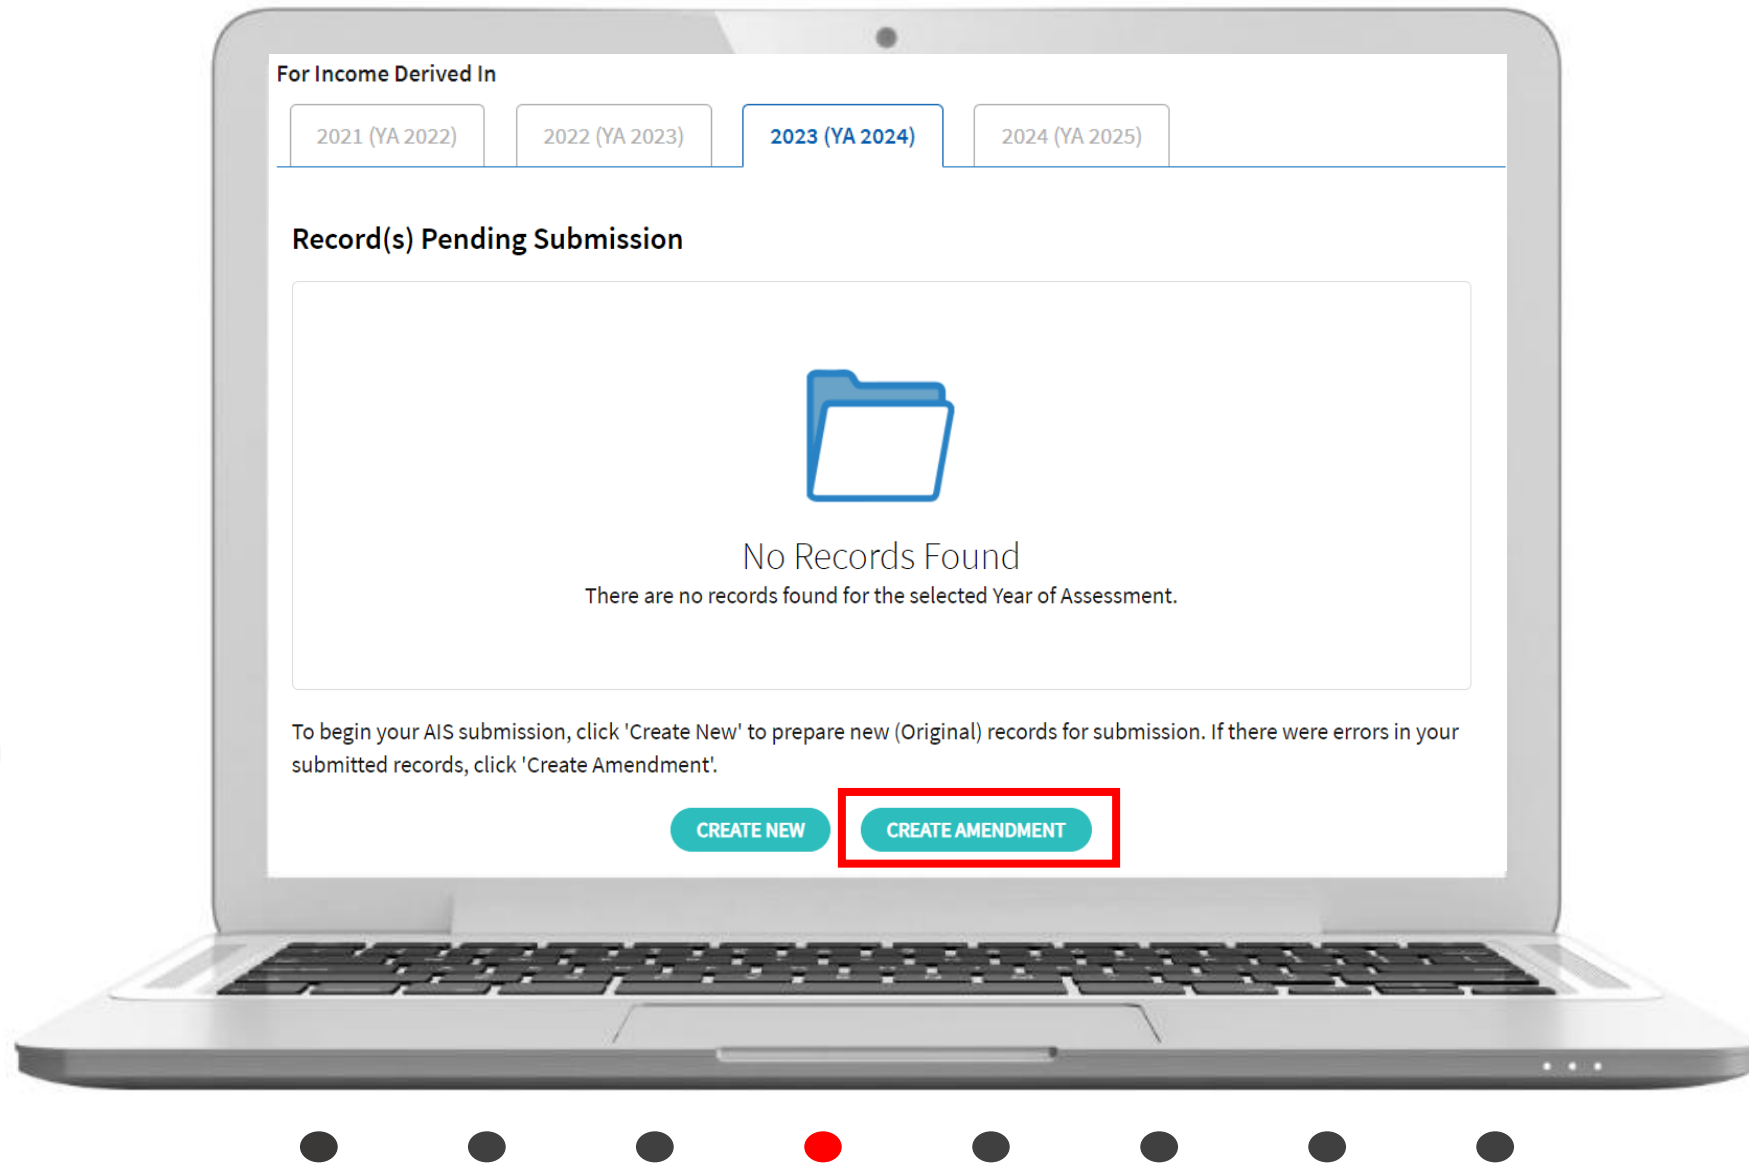 For Income Derived In
2021 (YA 2022) 2022 (YA 2023) 2023 (YA 2024) 2024 (YA 2025)
Record(s) Pending Submission
No Records Found
There are no records found for the selected Year of Assessment.
To begin your AIS submission, click 'Create New' to prepare new (Original) records for submission. If there were errors in your
submitted records, click 'Create Amendment'.
CREATE NEW CREATE AMENDMENT